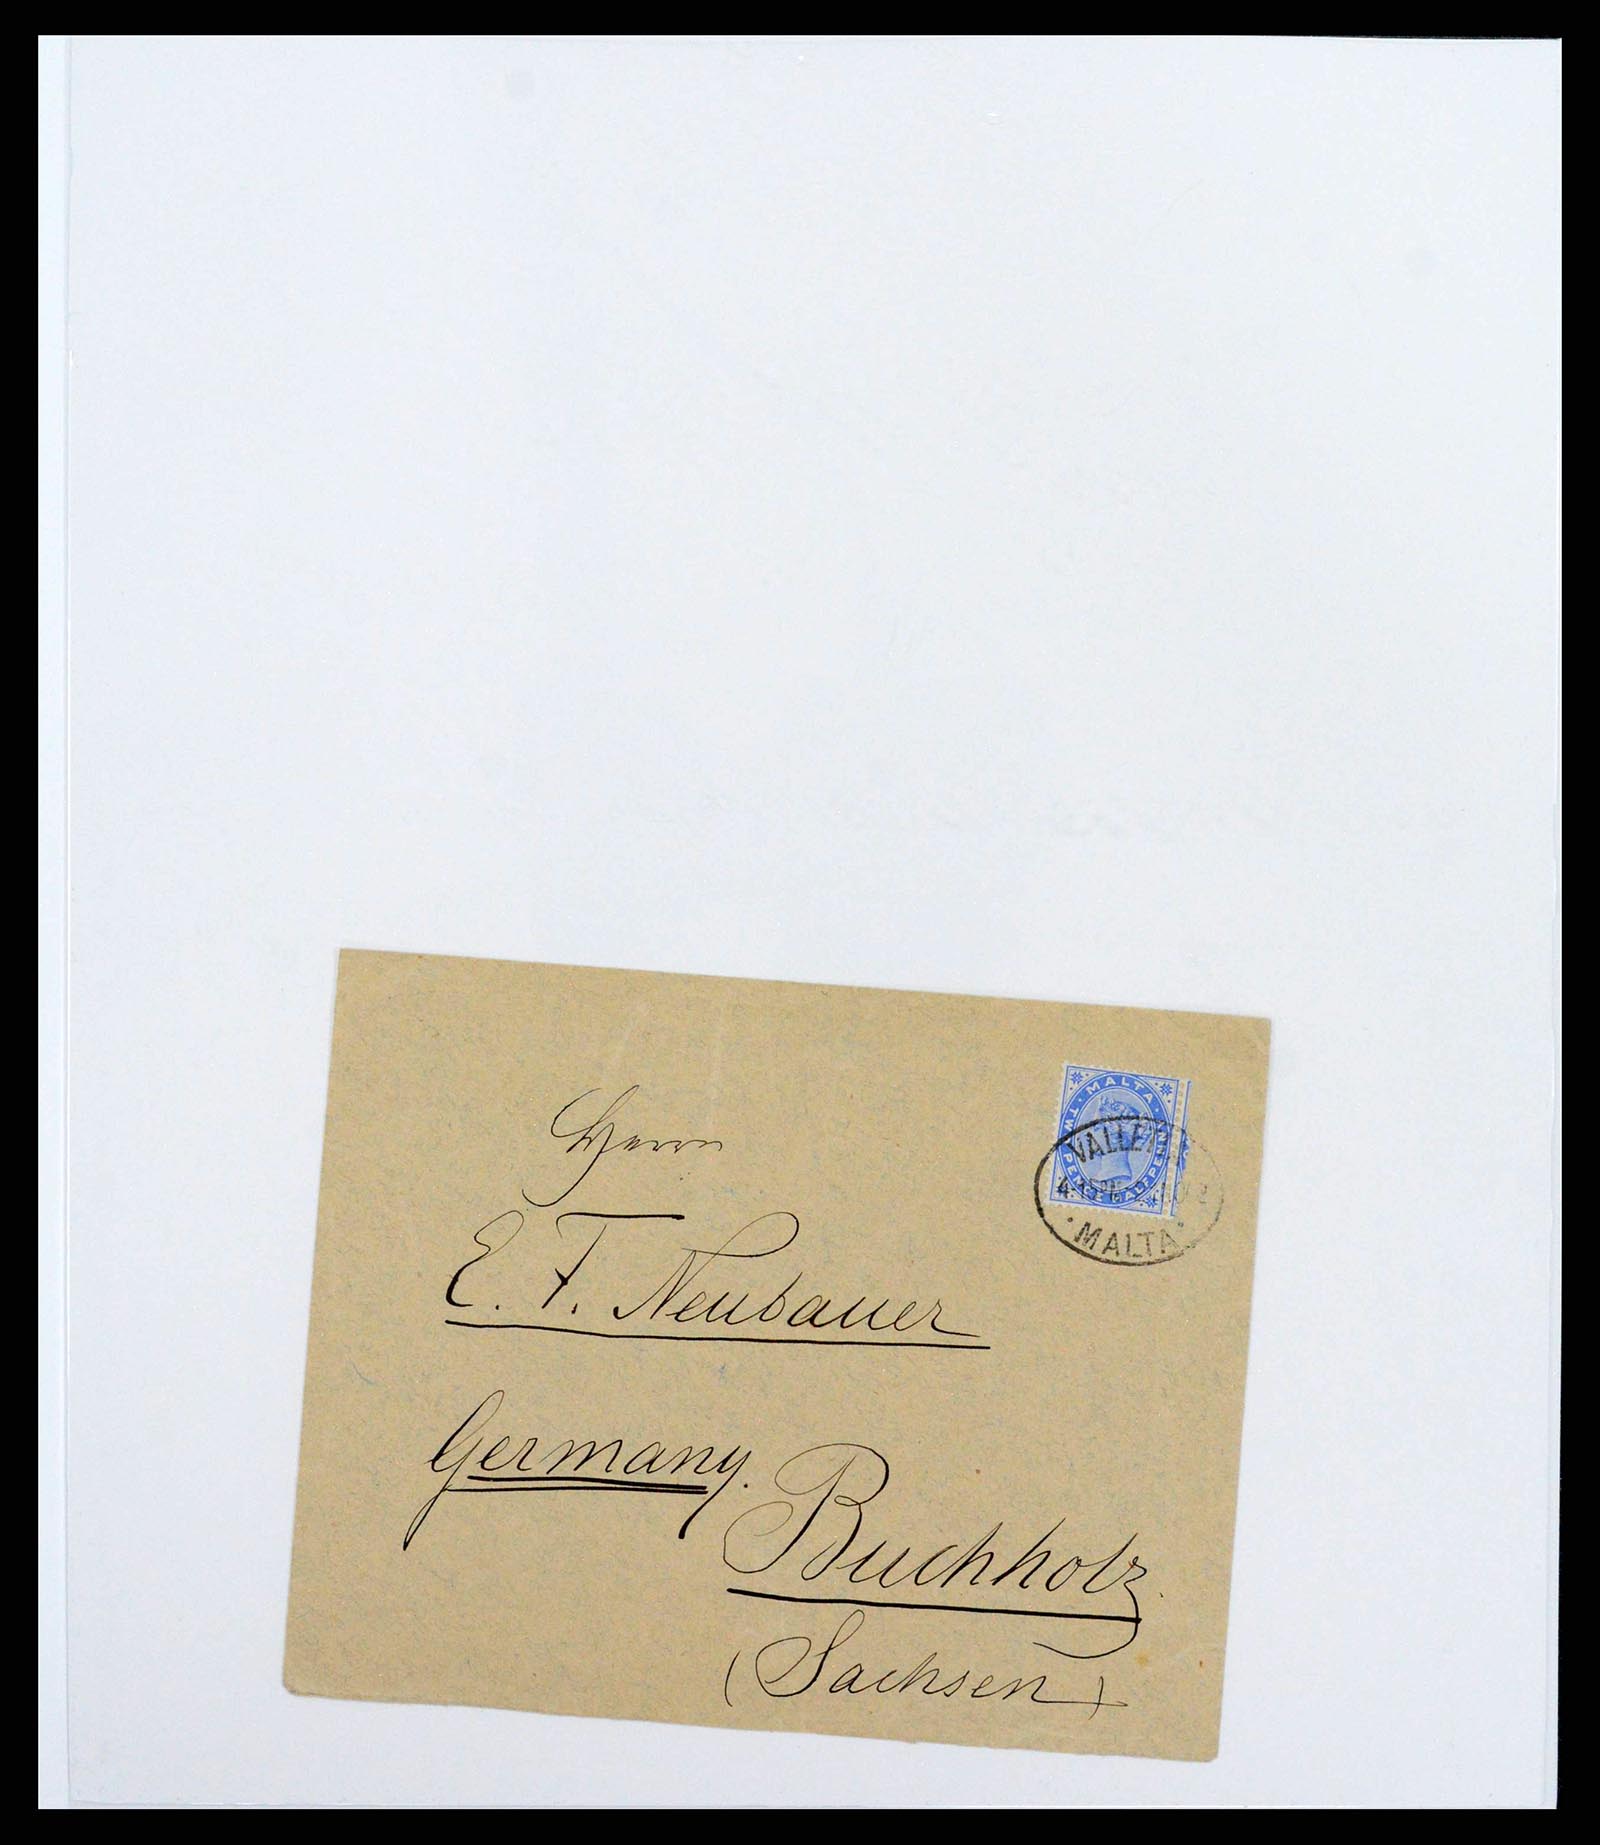 MALTA
TWO PENCE HALFPENNY
VALLETTA
MALTA
Herrn
E. F. Neubauer
Germany.
Buchholz
(Sachsen)